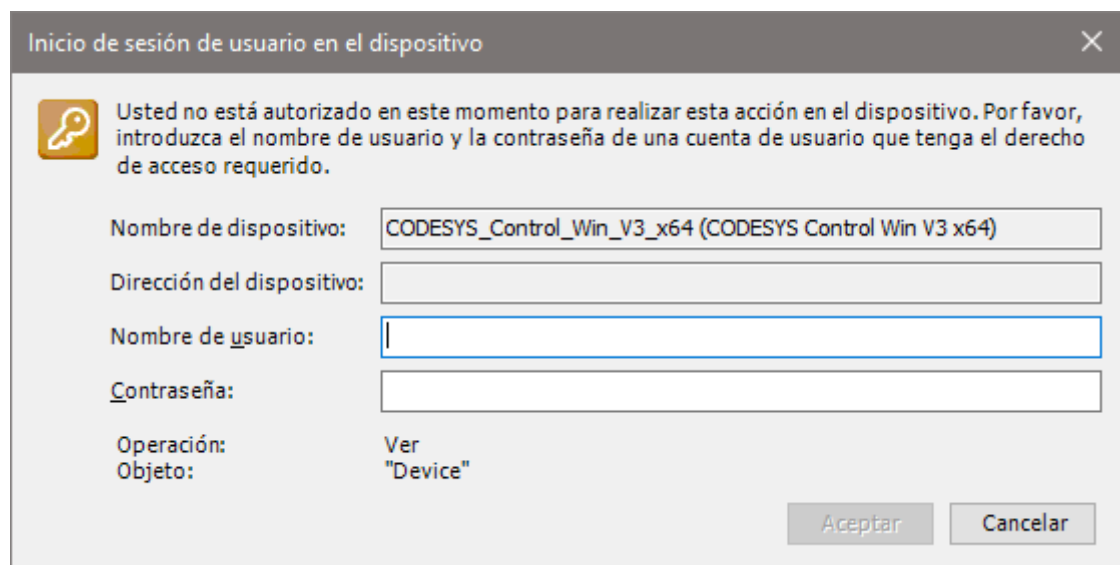 Inicio de sesión de usuario en el dispositivo
Usted no está autorizado en este momento para realizar esta acción en el dispositivo. Por favor,
introduzca el nombre de usuario y la contraseña de una cuenta de usuario que tenga el derecho
de acceso requerido.
Nombre de dispositivo: CODESYS_Control_Win_V3_x64 (CODESYS Control Win V3 x64)
Dirección del dispositivo:
Nombre de usuario:
Contraseña:
Operación: Ver
Objeto: "Device"
Aceptar Cancelar